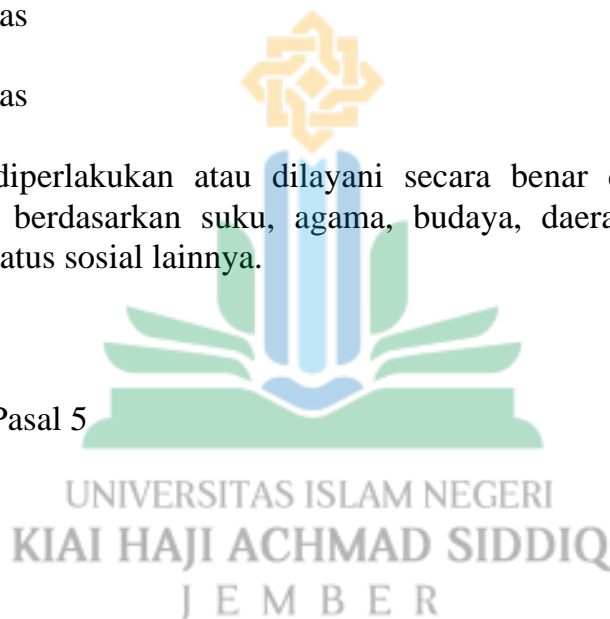 as
as
diperlakukan atau dilayani secara benar
berdasarkan suku, agama, budaya, daera
atus sosial lainnya.
Pasal 5
UNIVERSITAS ISLAM NEGERI
KIAI HAJI ACHMAD SIDDIQ
JEMBER